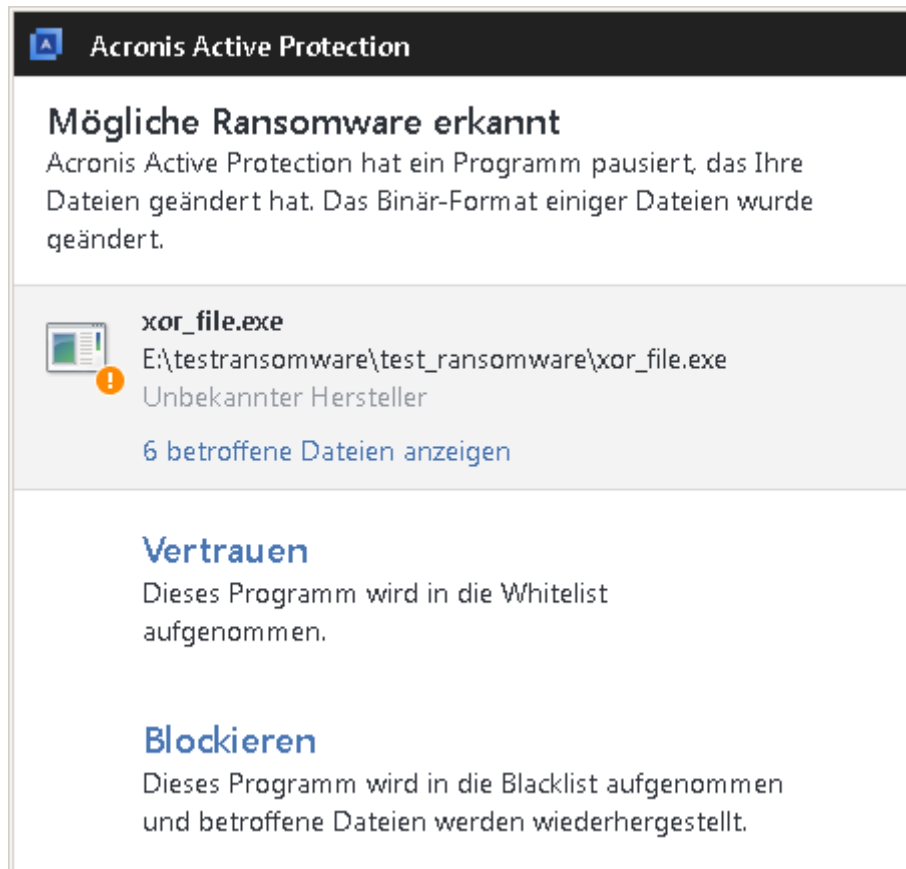 Acronis Active Protection
Mögliche Ransomware erkannt
Acronis Active Protection hat ein Programm pausiert, das Ihre
Dateien geändert hat. Das Binär-Format einiger Dateien wurde
geändert.
xor_file.exe
E:\testransomware\test_ransomware\xor_file.exe
Unbekannter Hersteller
6 betroffene Dateien anzeigen
Vertrauen
Dieses Programm wird in die Whitelist
aufgenommen.
Blockieren
Dieses Programm wird in die Blacklist aufgenommen
und betroffene Dateien werden wiederhergestellt.